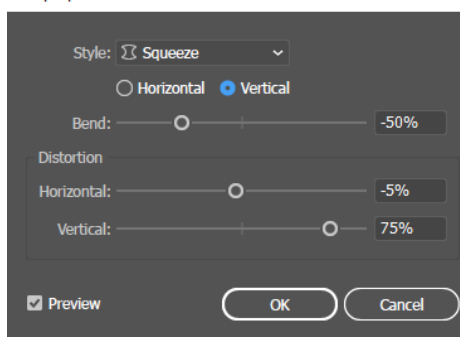 Style: Squeeze
Horizontal Vertical
Bend: -50%
Distortion
Horizontal: -5%
Vertical: 75%
Preview OK Cancel